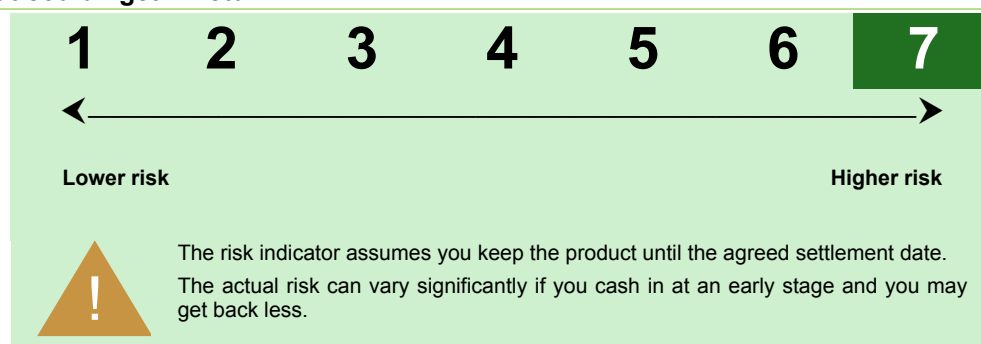 1 2 3 4 5 6 7
Lower risk Higher risk
!
The risk indicator assumes you keep the product until the agreed settlement date.
The actual risk can vary significantly if you cash in at an early stage and you may
get back less.